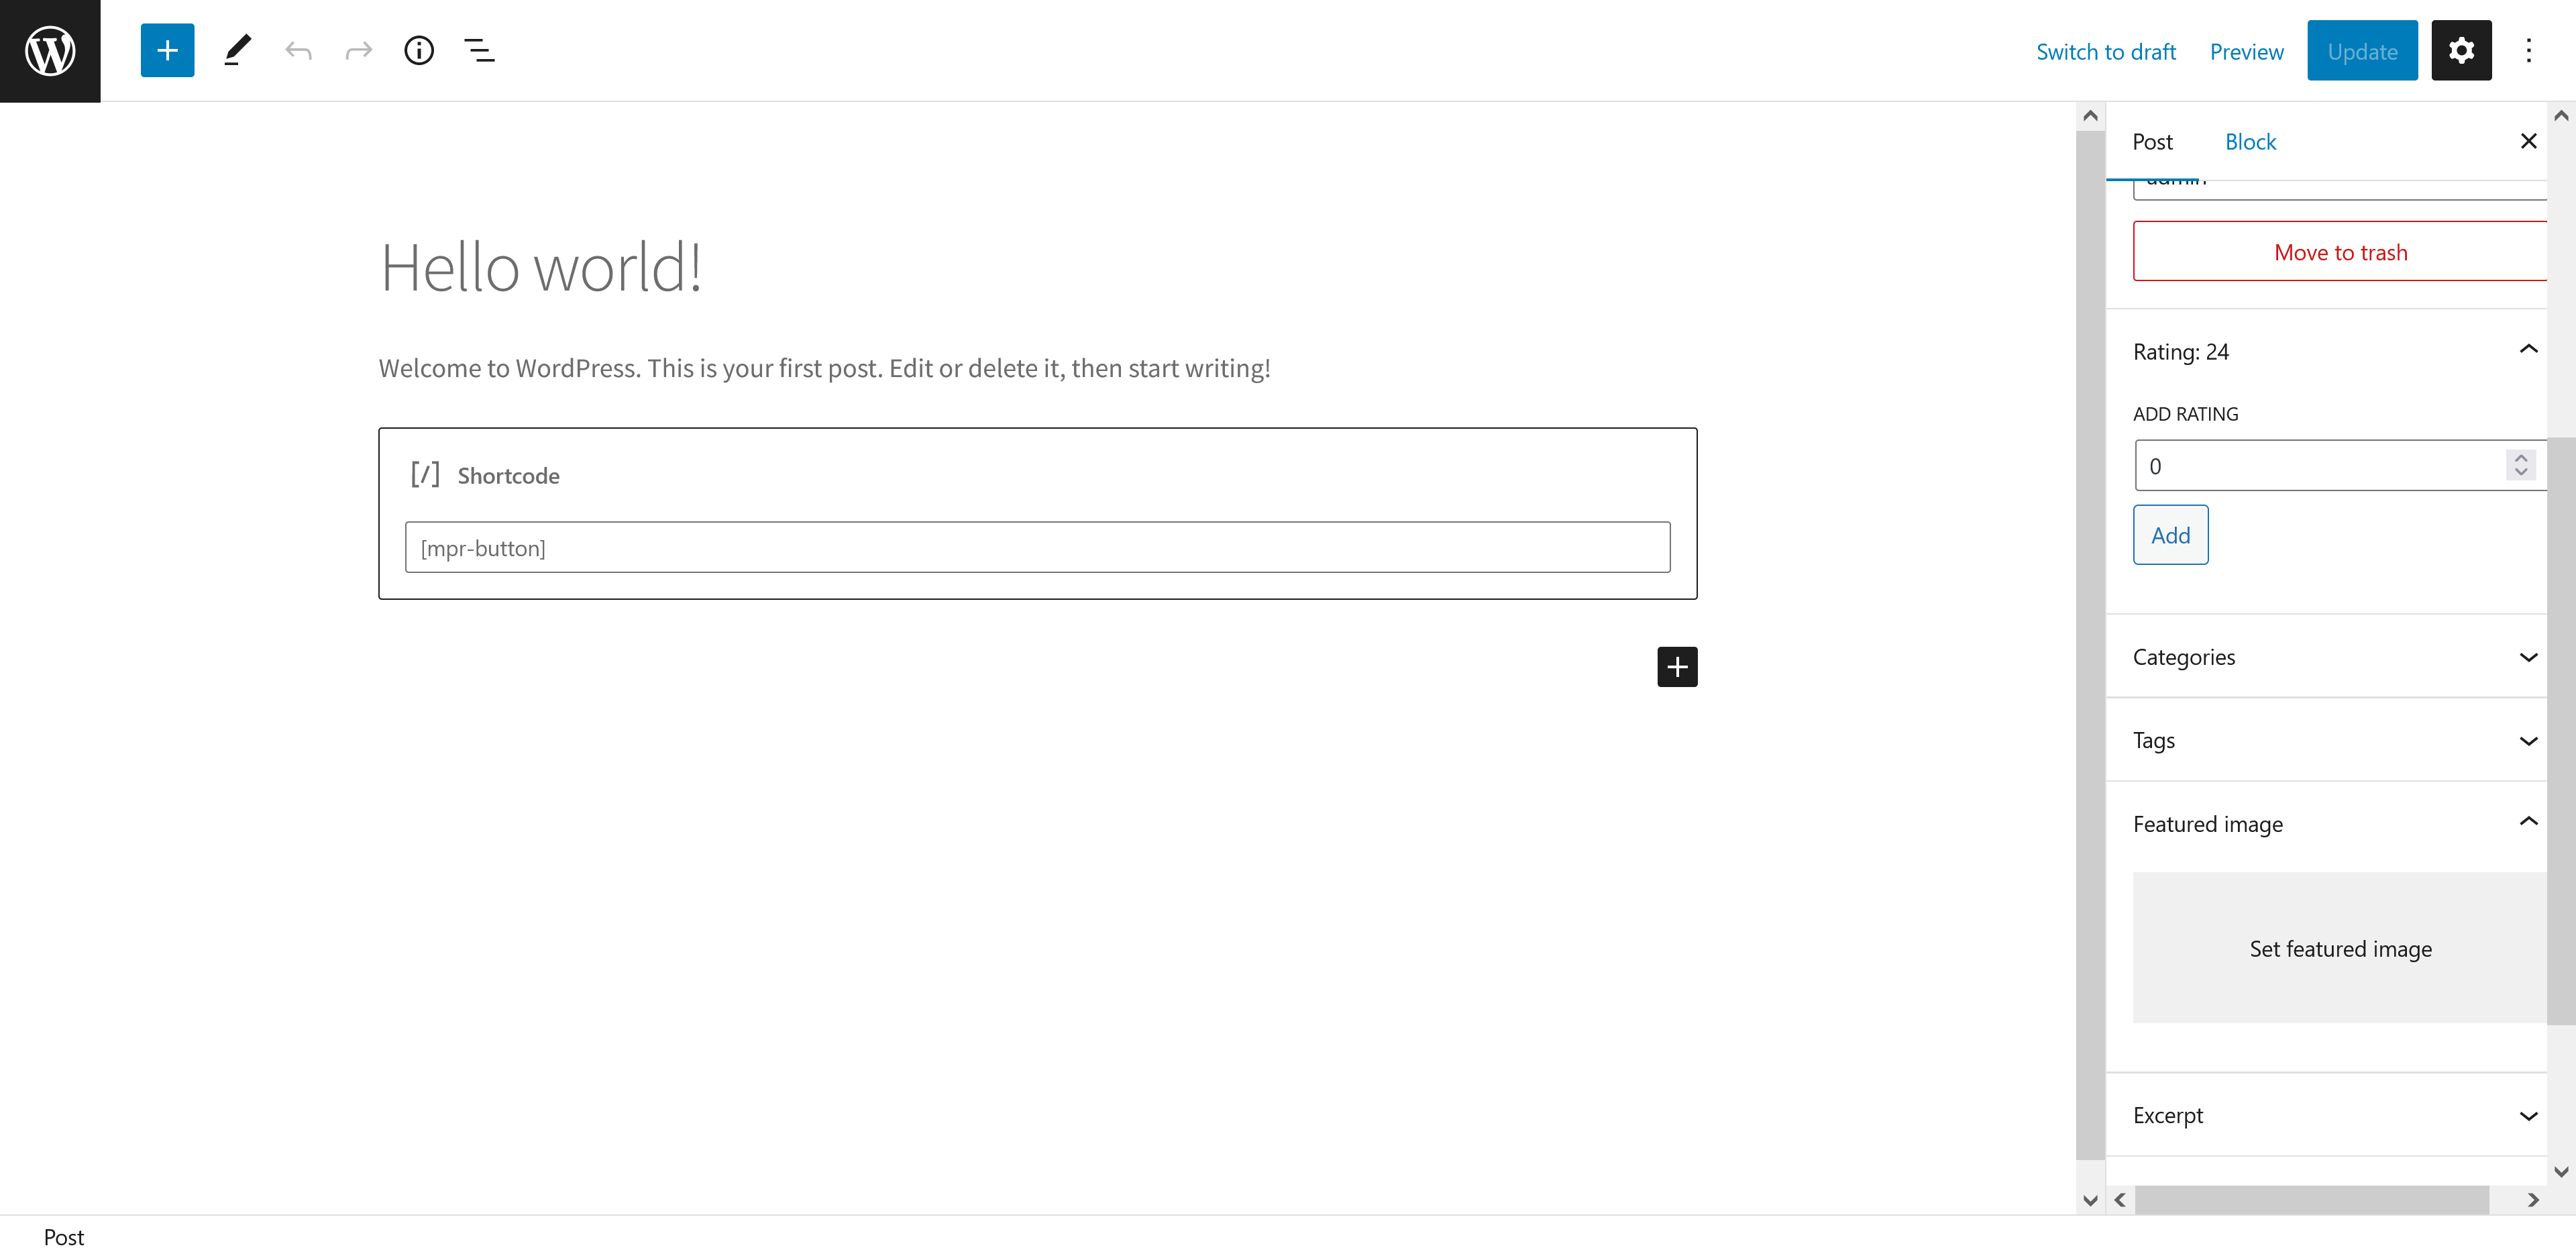 Switch to draft Preview Update
Post Block
admin
Move to trash
Hello world!
Welcome to WordPress. This is your first post. Edit or delete it, then start writing!
[/] Shortcode
[mpr-button]
Rating: 24
ADD RATING
0
Add
Categories
Tags
Featured image
Set featured image
Excerpt
Post